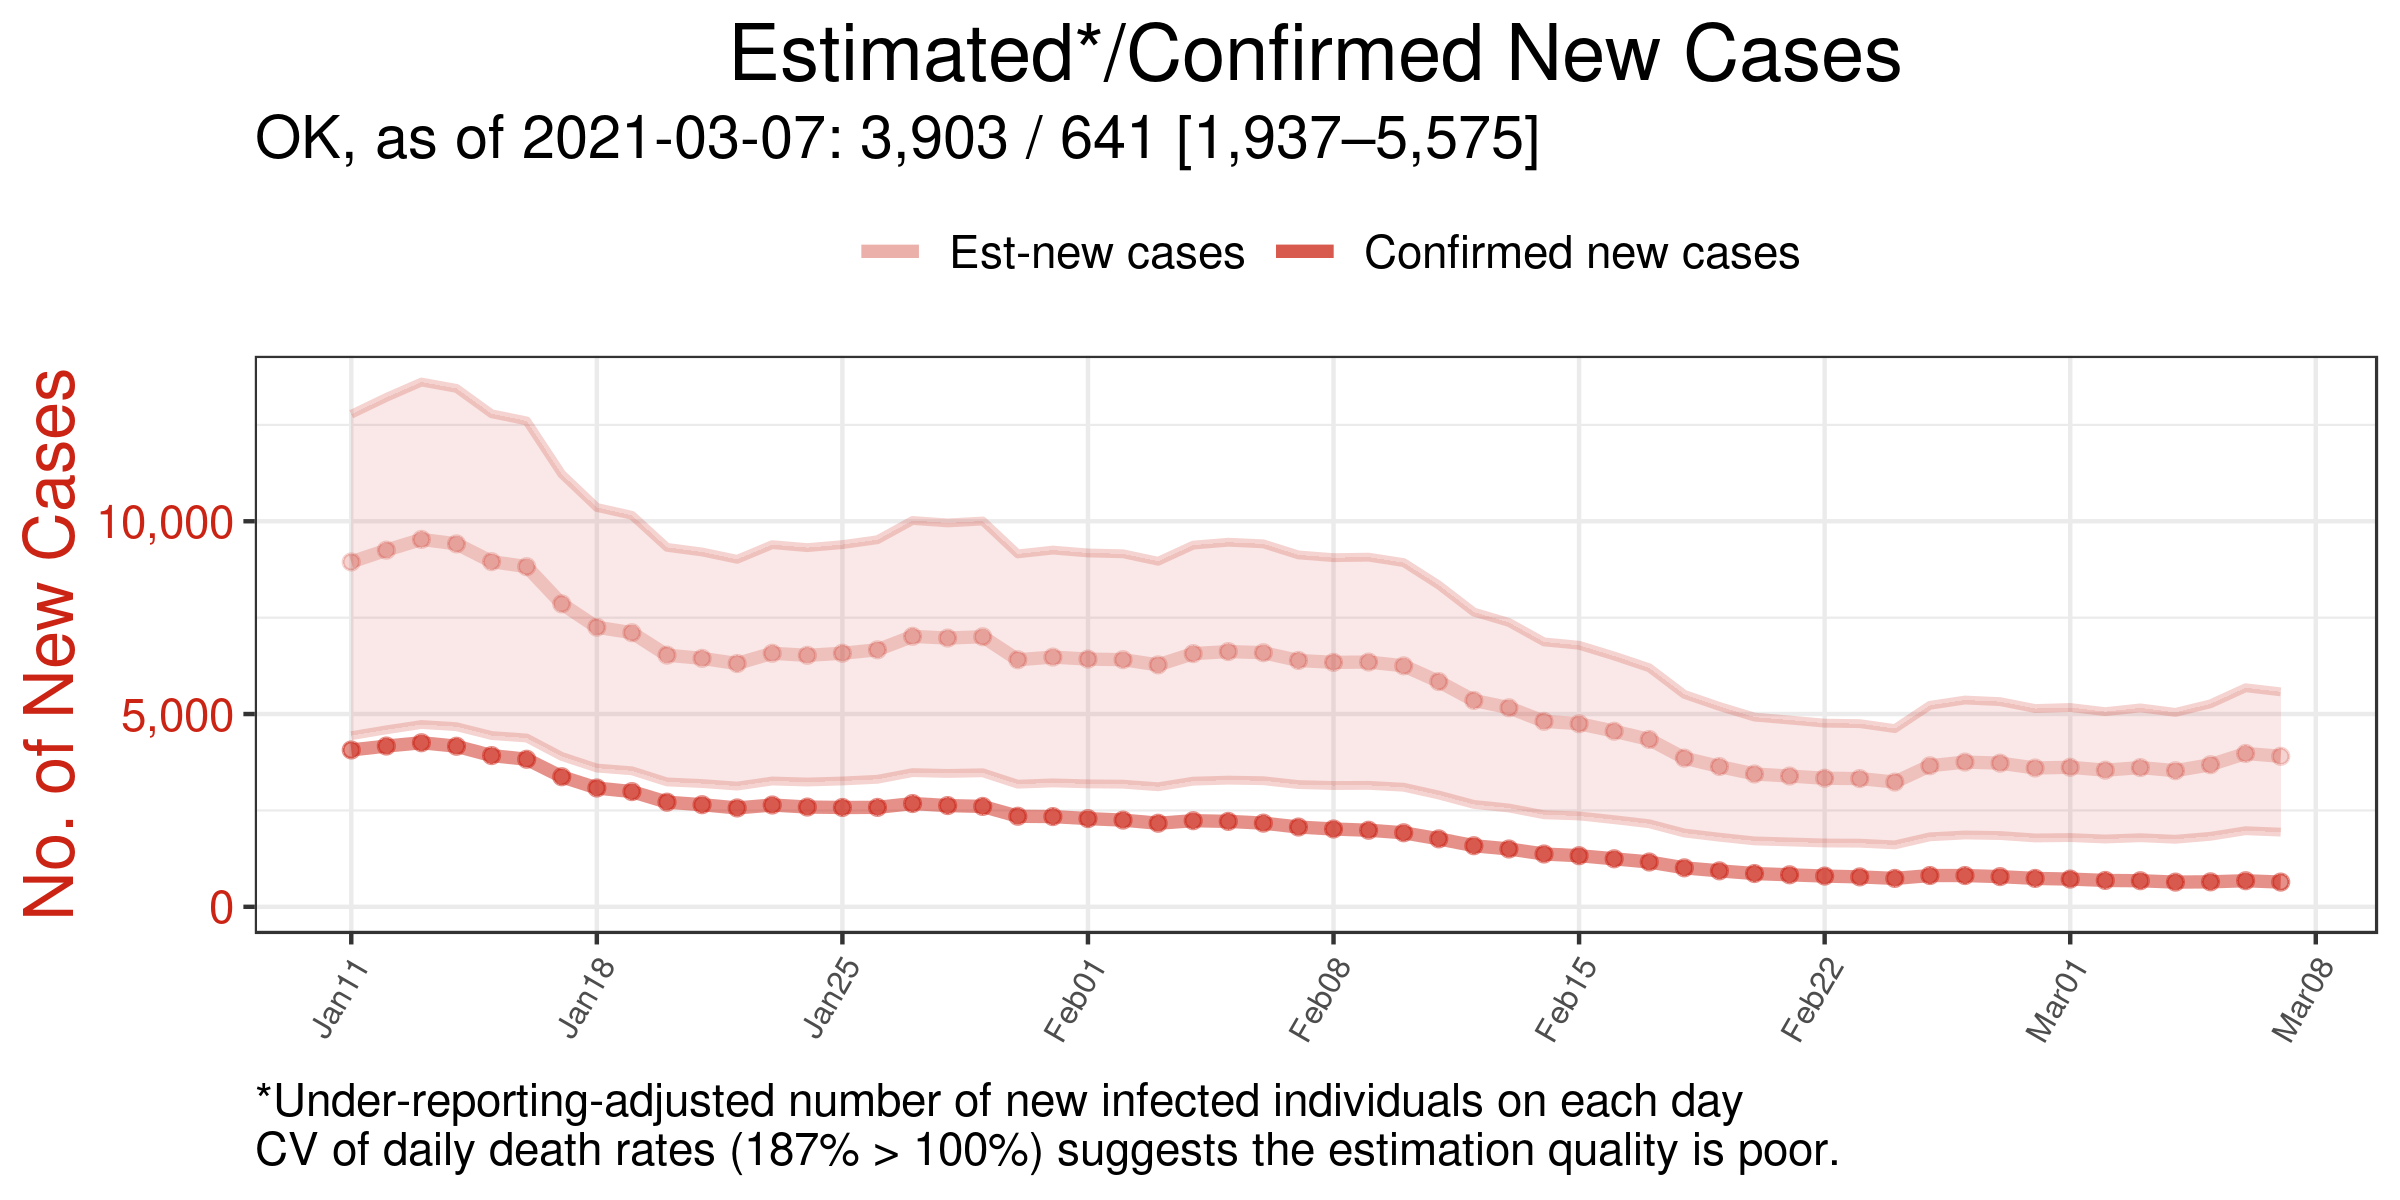 Estimated*/Confirmed New Cases
OK, as of 2021-03-07: 3,903 / 641 [1,937–5,575]
Est-new cases Confirmed new cases
No. of New Cases
10,000
5,000
0
Jan11 Jan18 Jan25 Feb01 Feb08 Feb15 Feb22 Mar01 Mar08
*Under-reporting-adjusted number of new infected individuals on each day
CV of daily death rates (187% > 100%) suggests the estimation quality is poor.